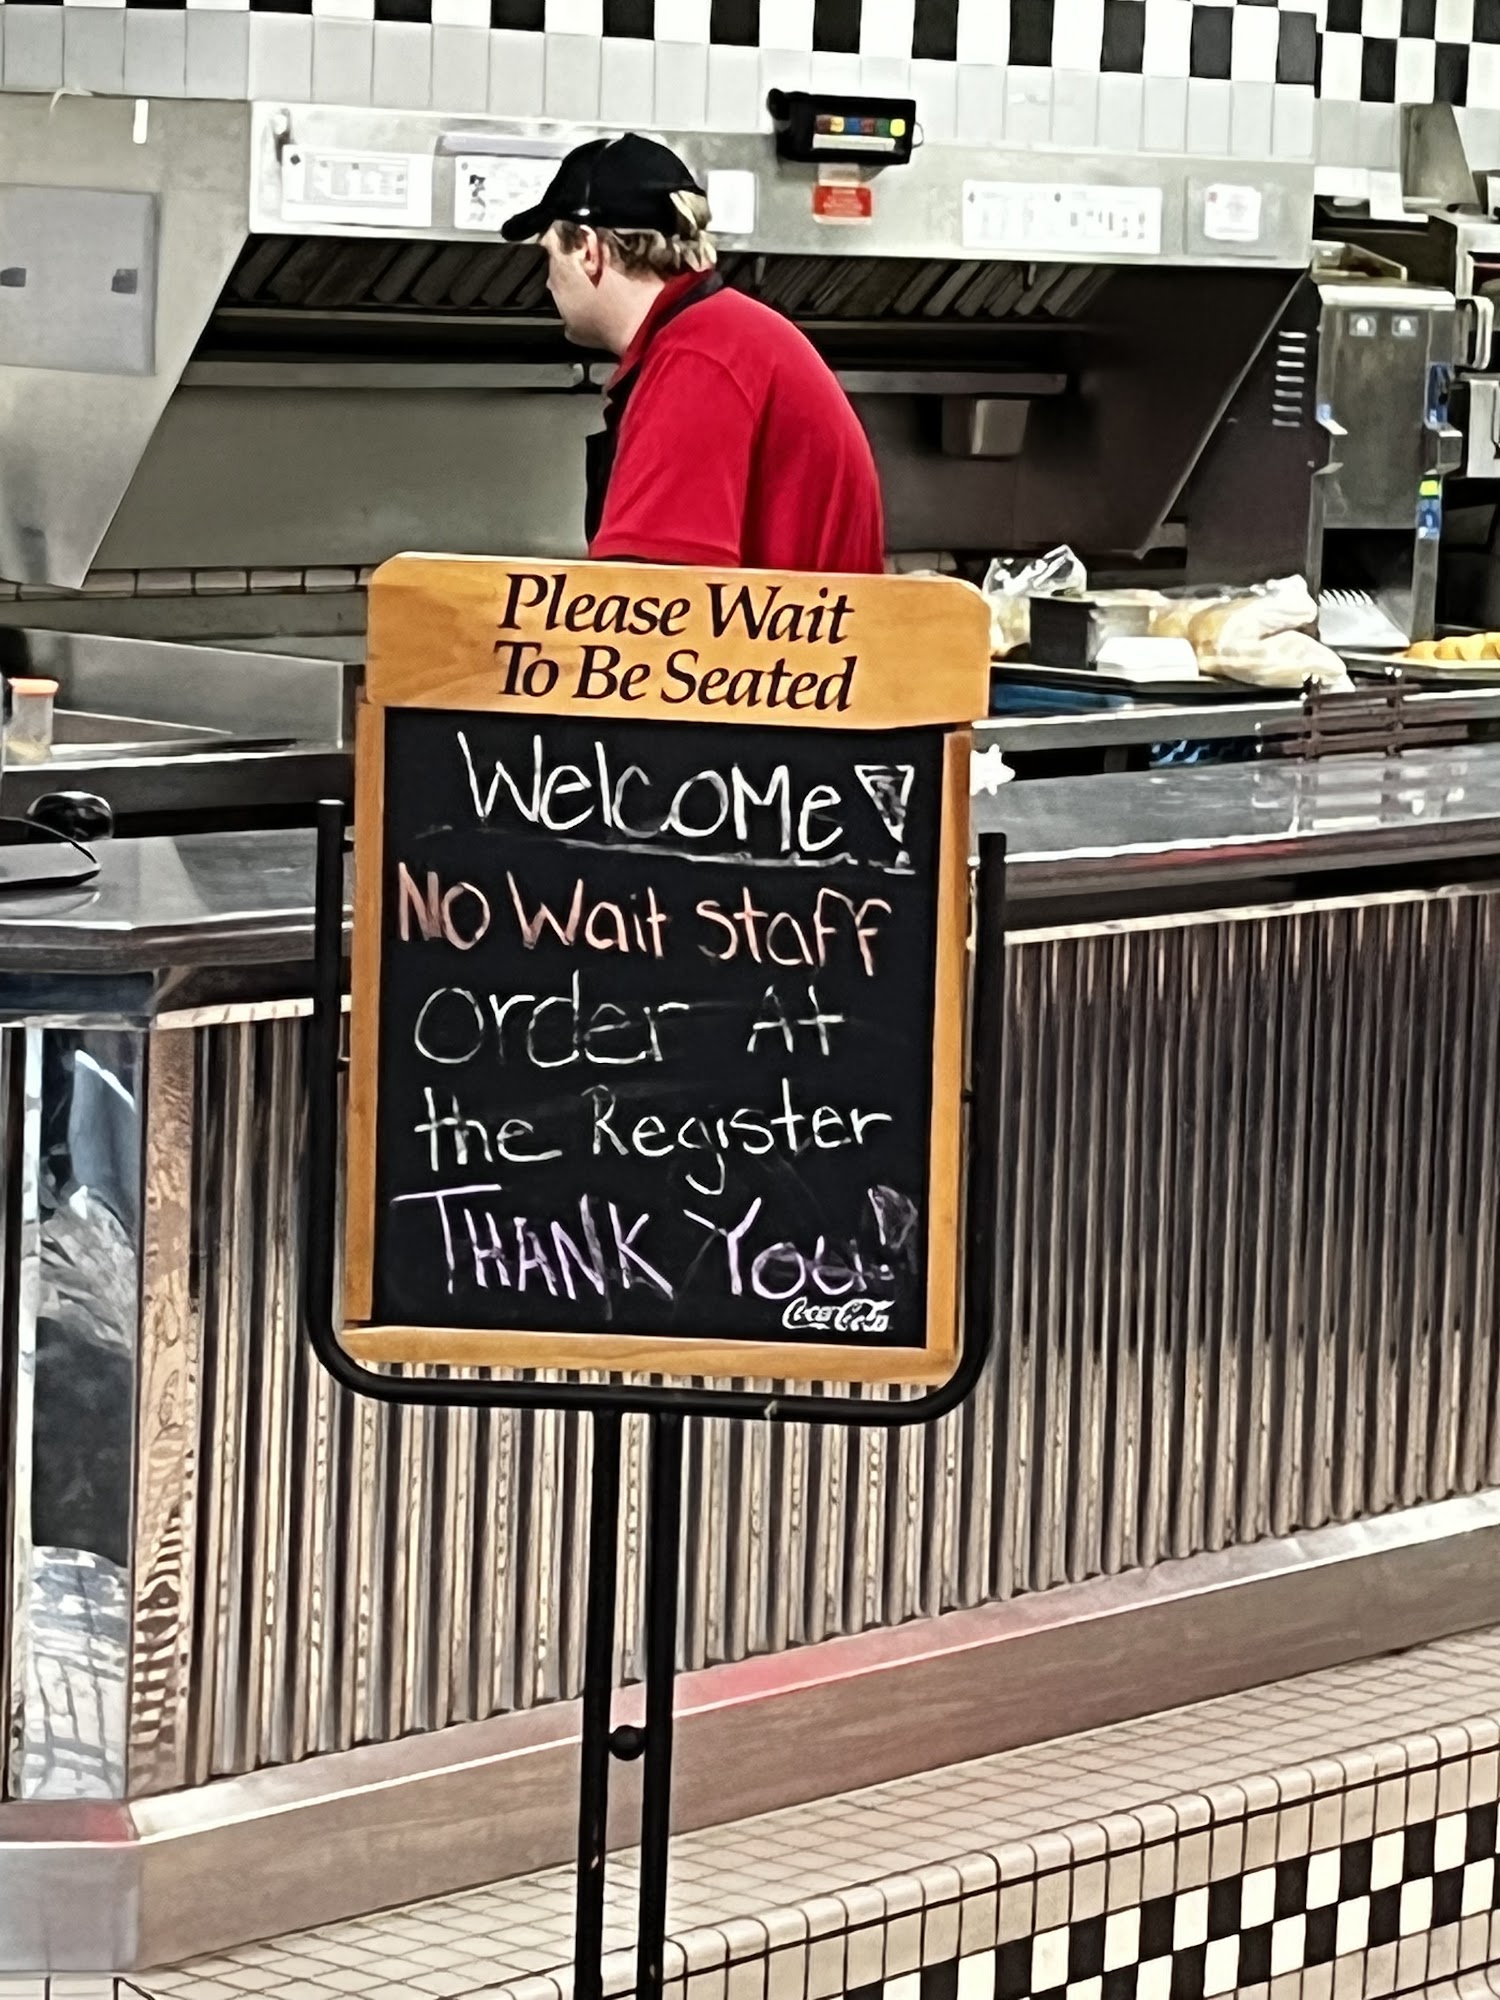 Please Wait
To Be Seated
Welcome!
No Wait Staff
Order At
the Register
THANK You!
Coca-Cola